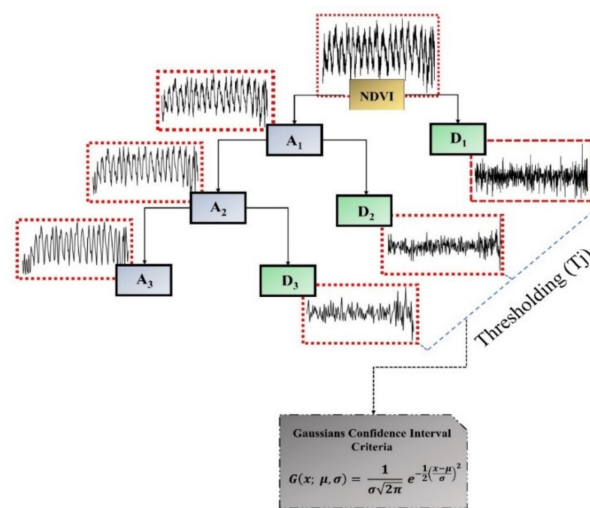 NDVI
A₁
D₁
A₂
D₂
A₃
D₃
Thresholding (Tj)
Gaussians Confidence Interval
Criteria
G(x; μ, σ) = 1/(σ√2π) e^(-1/2((x-μ)/σ)²)